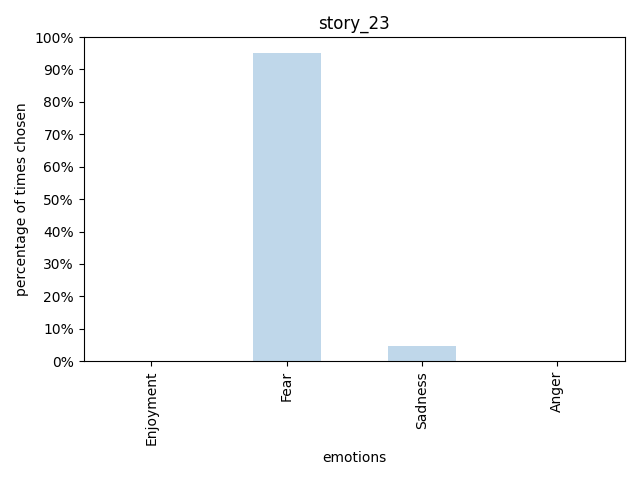 story_23
percentage of times chosen
100%
90%
80%
70%
60%
50%
40%
30%
20%
10%
0%
Enjoyment
Fear
Sadness
Anger
emotions